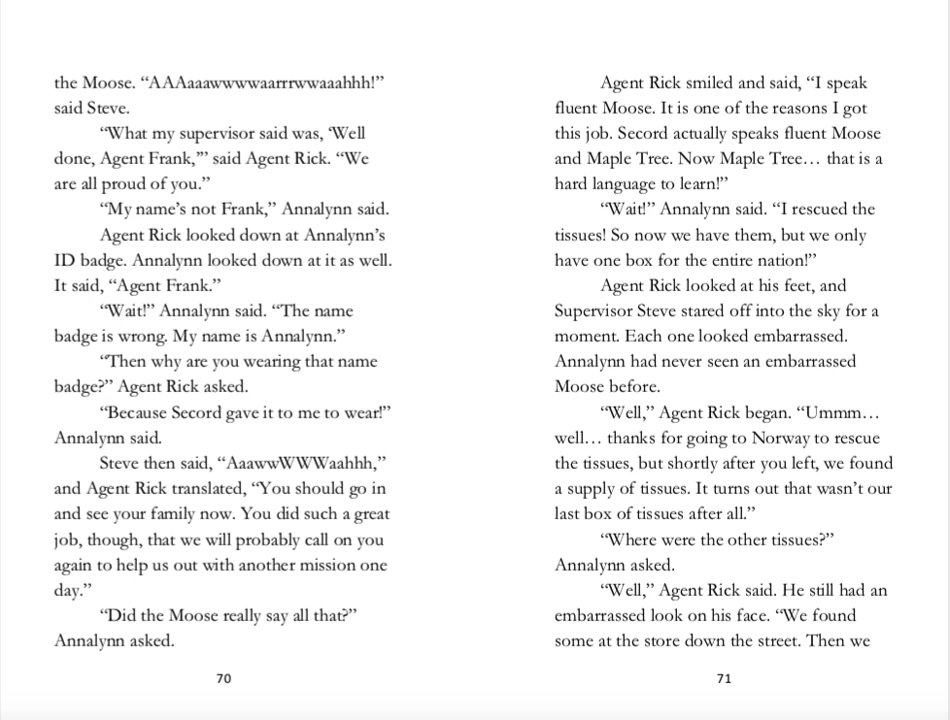 the Moose. “AAAaaawwwwaarrrwwaaahhh!”
said Steve.
“What my supervisor said was, ‘Well
done, Agent Frank,’” said Agent Rick. “We
are all proud of you.”
“My name’s not Frank,” Annalynn said.
Agent Rick looked down at Annalynn’s
ID badge. Annalynn looked down at it as well.
It said, “Agent Frank.”
“Wait!” Annalynn said. “The name
badge is wrong. My name is Annalynn.”
“Then why are you wearing that name
badge?” Agent Rick asked.
“Because Secord gave it to me to wear!”
Annalynn said.
Steve then said, “AaawwWWWaahhh,”
and Agent Rick translated, “You should go in
and see your family now. You did such a great
job, though, that we will probably call on you
again to help us out with another mission one
day.”
“Did the Moose really say all that?”
Annalynn asked.
70
Agent Rick smiled and said, “I speak
fluent Moose. It is one of the reasons I got
this job. Secord actually speaks fluent Moose
and Maple Tree. Now Maple Tree… that is a
hard language to learn!”
“Wait!” Annalynn said. “I rescued the
tissues! So now we have them, but we only
have one box for the entire nation!”
Agent Rick looked at his feet, and
Supervisor Steve stared off into the sky for a
moment. Each one looked embarrassed.
Annalynn had never seen an embarrassed
Moose before.
“Well,” Agent Rick began. “Ummm…
well… thanks for going to Norway to rescue
the tissues, but shortly after you left, we found
a supply of tissues. It turns out that wasn’t our
last box of tissues after all.”
“Where were the other tissues?”
Annalynn asked.
“Well,” Agent Rick said. He still had an
embarrassed look on his face. “We found
some at the store down the street. Then we
71